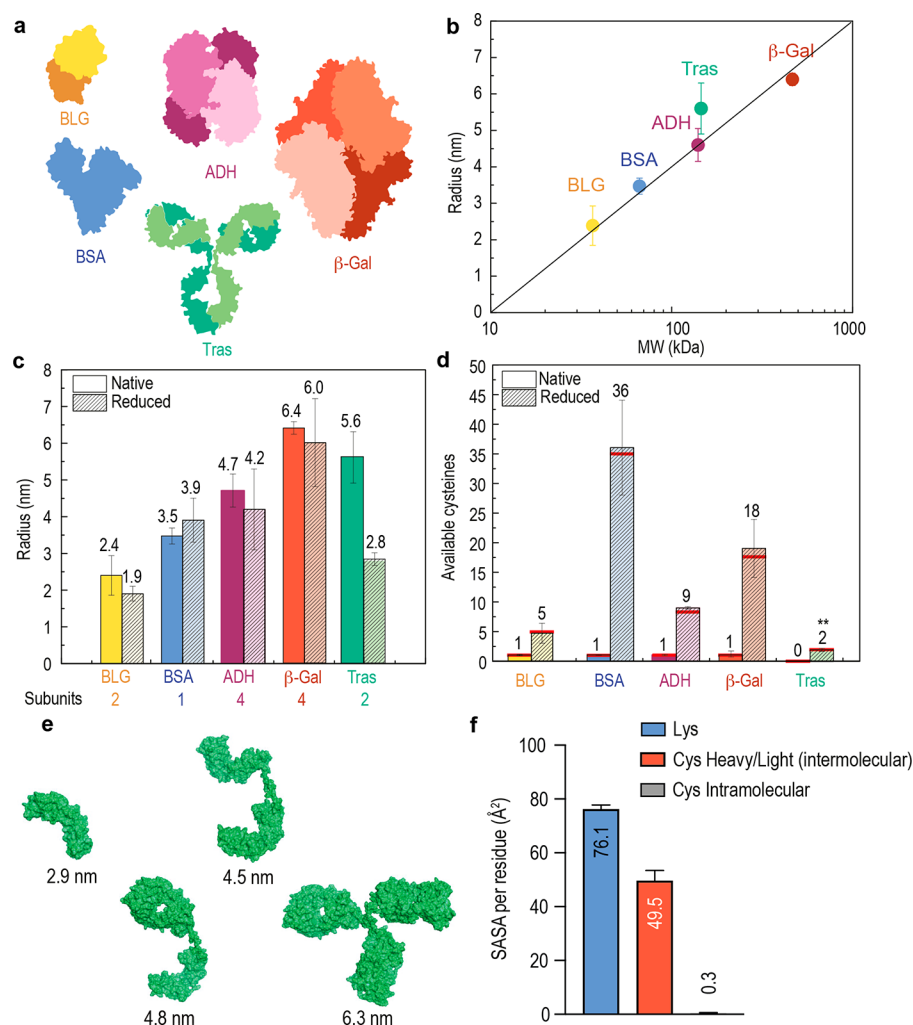 a
BLG
ADH
BSA
β-Gal
Tras
b
8
7
6
5
4
3
2
1
0
Radius (nm)
β-Gal
Tras
ADH
BSA
BLG
10
100
1000
MW (kDa)
c
8
7
6
5
4
3
2
1
0
Radius (nm)
Native
Reduced
2.4
1.9
3.5
3.9
4.7
4.2
6.4
6.0
5.6
2.8
BLG
BSA
ADH
β-Gal
Tras
Subunits 2 1 4 4 2
d
50
45
40
35
30
25
20
15
10
5
0
Available cysteines
Native
Reduced
1
5
1
36
1
9
1
18
0
**
2
BLG
BSA
ADH
β-Gal
Tras
e
2.9 nm
4.5 nm
4.8 nm
6.3 nm
f
Lys
Cys Heavy/Light (intermolecular)
Cys Intramolecular
100
80
60
40
20
0
SASA per residue (Å²)
76.1
49.5
0.3